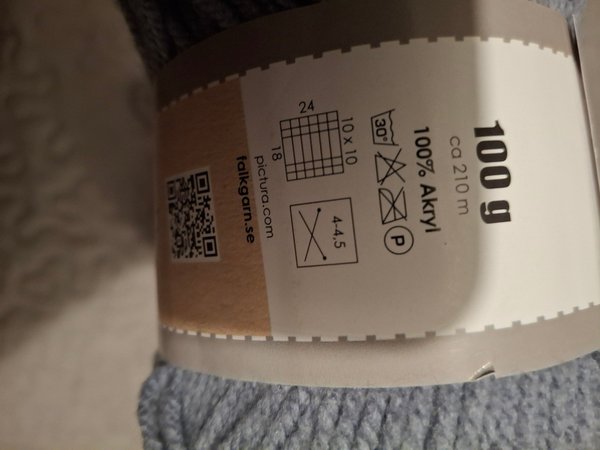 100 g
ca 210 m
100% Akryl
30°
P
10 x 10
24
18
4-4,5
pictura.com
falkgarn.se